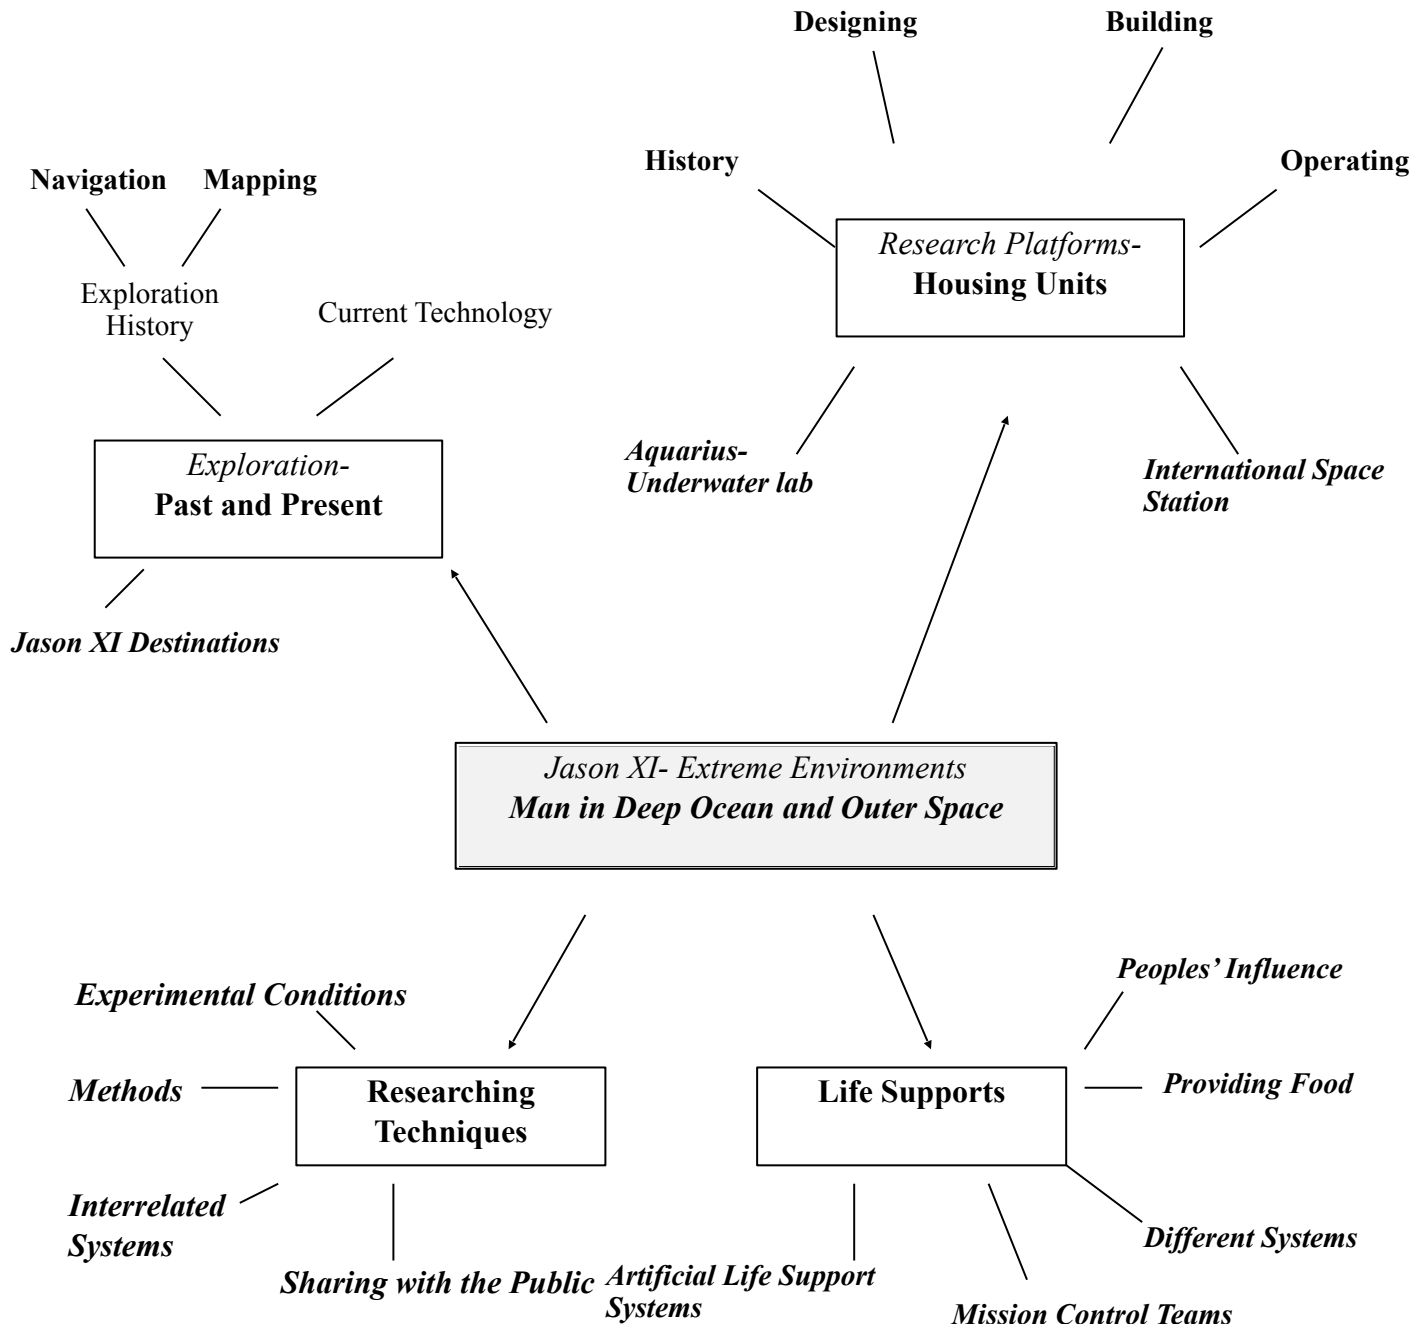 Designing
Building
History
Operating
Navigation
Mapping
Research Platforms-
Housing Units
Exploration
History
Current Technology
Exploration-
Past and Present
Aquarius-
Underwater lab
International Space
Station
Jason XI Destinations
Jason XI- Extreme Environments
Man in Deep Ocean and Outer Space
Experimental Conditions
Peoples’ Influence
Methods
Researching
Techniques
Life Supports
Providing Food
Interrelated
Systems
Different Systems
Sharing with the Public
Artificial Life Support
Systems
Mission Control Teams